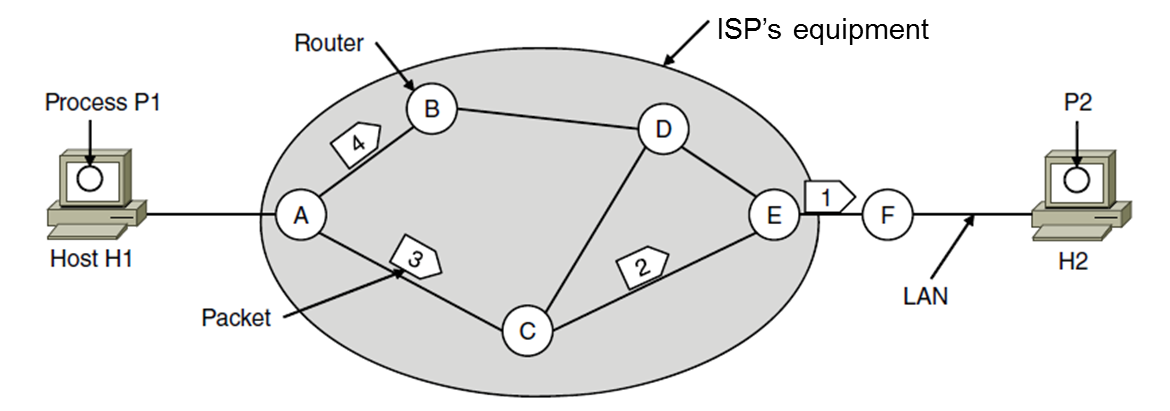 ISP's equipment
Router
Process P1
P2
B
D
4
1
A
E
F
3
2
Host H1
H2
LAN
Packet
C